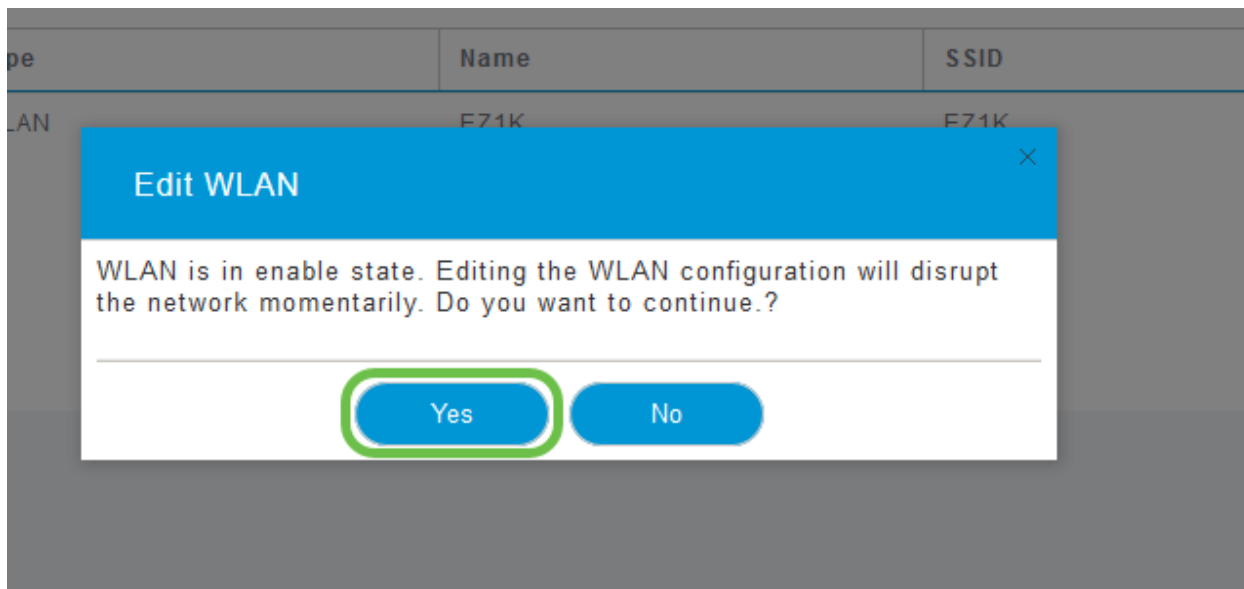 pe Name SSID
LAN EZ1K EZ1K
Edit WLAN
WLAN is in enable state. Editing the WLAN configuration will disrupt
the network momentarily. Do you want to continue.?
Yes No